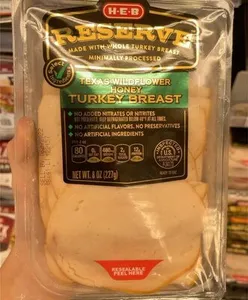 H-E-B
RESERVE
MADE WITH WHOLE TURKEY BREAST
MINIMALLY PROCESSED
TEXAS WILDFLOWER
HONEY
TURKEY BREAST
• NO ADDED NITRATES OR NITRITES
• NO ARTIFICIAL FLAVORS, NO PRESERVATIVES
• NO ARTIFICIAL INGREDIENTS
80
NET WT. 8 OZ (227g)
RESEALABLE
PEEL HERE